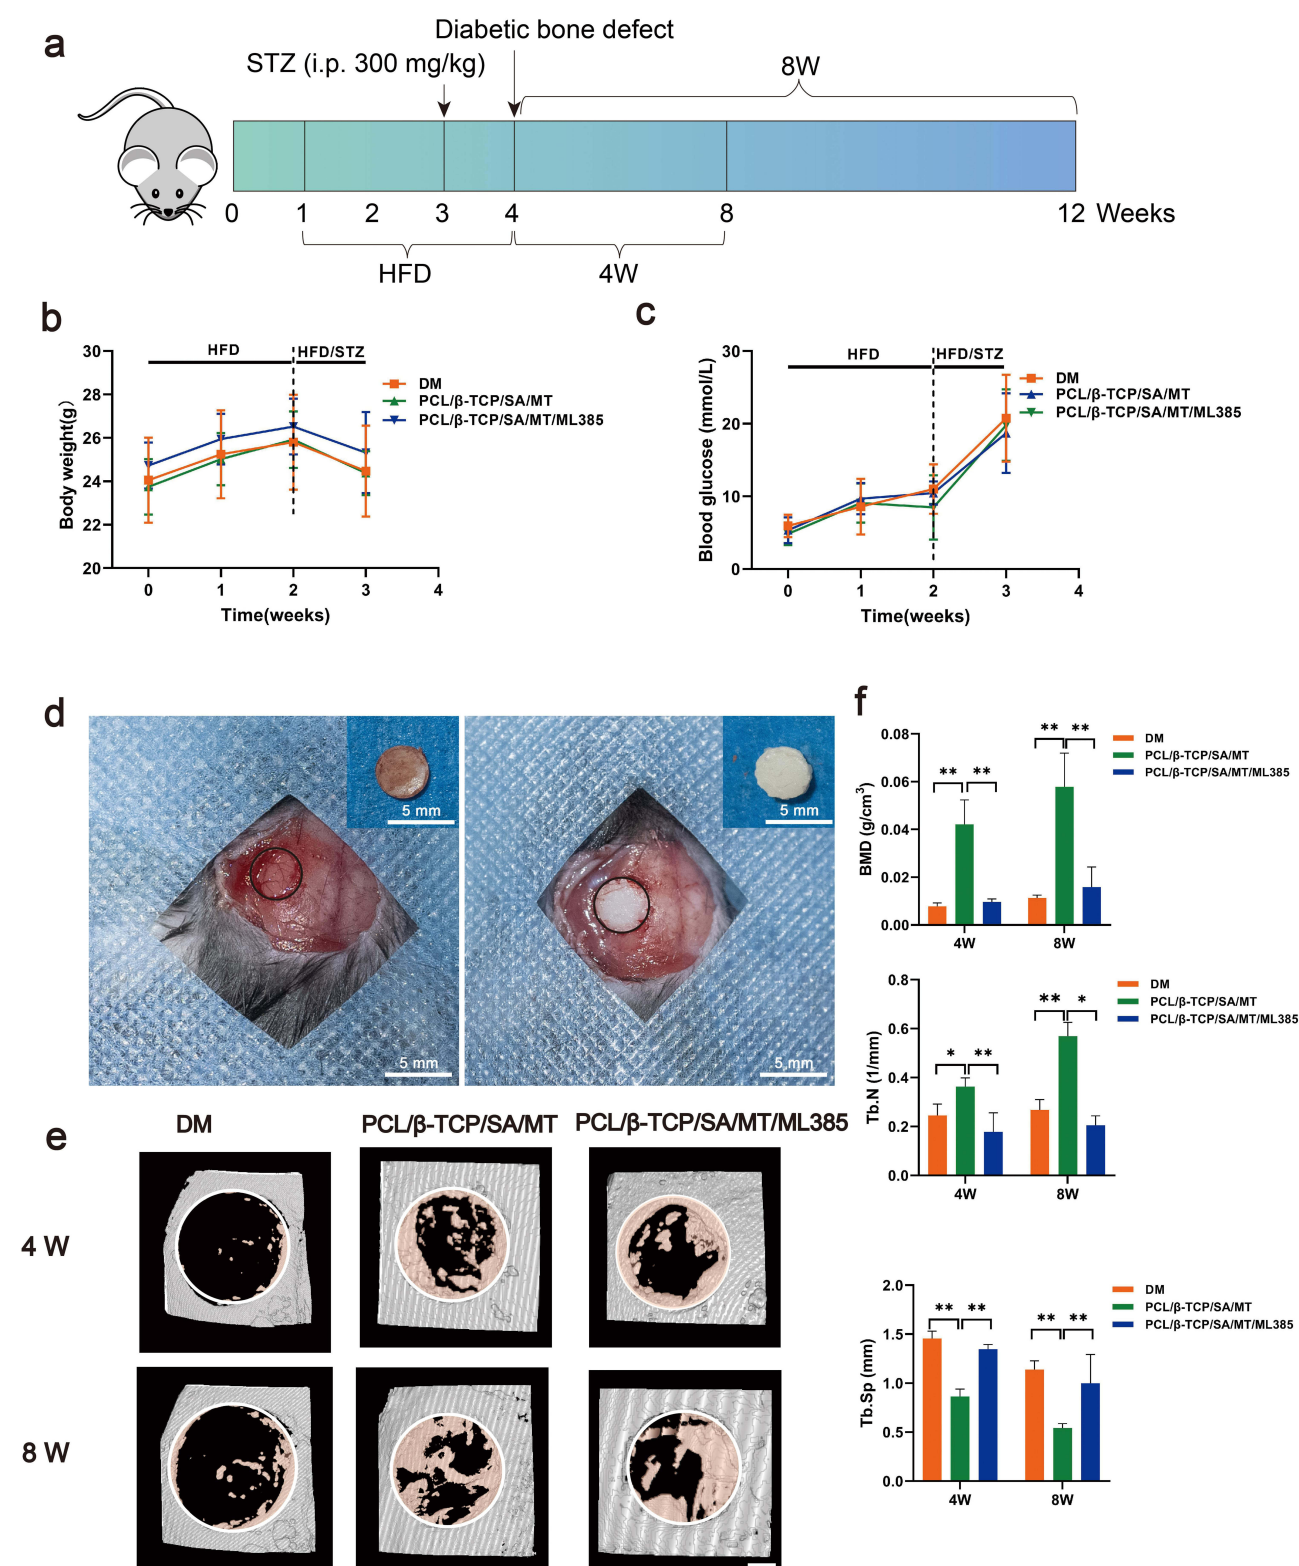 a
Diabetic bone defect
STZ (i.p. 300 mg/kg)
8W
0 1 2 3 4 8 12 Weeks
HFD
4W
b
HFD HFD/STZ
30
28
26
24
22
20
Body weight(g)
0 1 2 3 4
Time(weeks)
DM
PCL/β-TCP/SA/MT
PCL/β-TCP/SA/MT/ML385
c
HFD HFD/STZ
30
20
10
0
Blood glucose (mmol/L)
0 1 2 3 4
Time(weeks)
DM
PCL/β-TCP/SA/MT
PCL/β-TCP/SA/MT/ML385
d
5 mm
5 mm
5 mm
5 mm
e
DM PCL/β-TCP/SA/MT PCL/β-TCP/SA/MT/ML385
4 W
8 W
f
0.08
0.06
0.04
0.02
0.00
BMD (g/cm³)
** ** ** **
4W 8W
DM
PCL/β-TCP/SA/MT
PCL/β-TCP/SA/MT/ML385
0.8
0.6
0.4
0.2
0.0
Tb.N (1/mm)
* ** ** *
4W 8W
DM
PCL/β-TCP/SA/MT
PCL/β-TCP/SA/MT/ML385
2.0
1.5
1.0
0.5
0.0
Tb.Sp (mm)
** ** ** **
4W 8W
DM
PCL/β-TCP/SA/MT
PCL/β-TCP/SA/MT/ML385